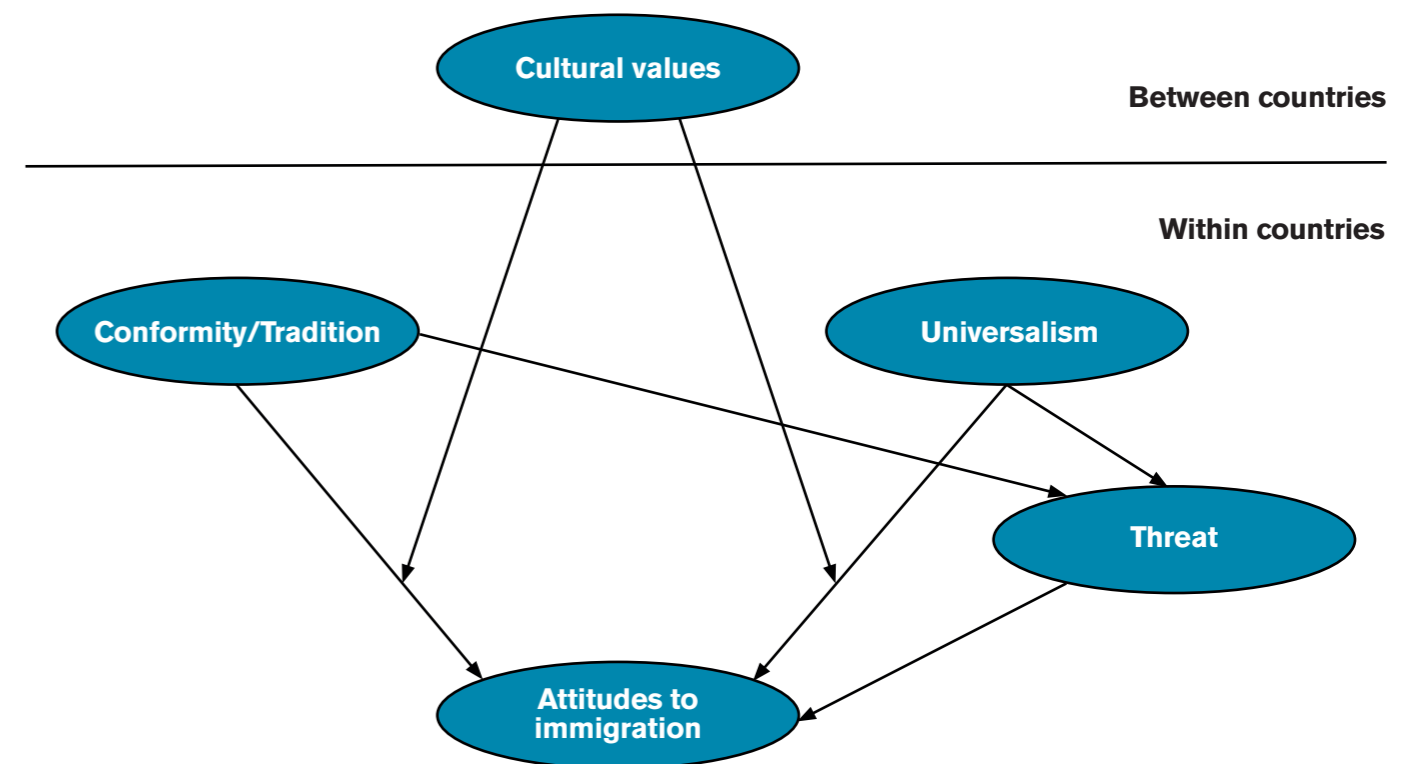 Cultural values
Between countries
Within countries
Conformity/Tradition
Universalism
Threat
Attitudes to
immigration